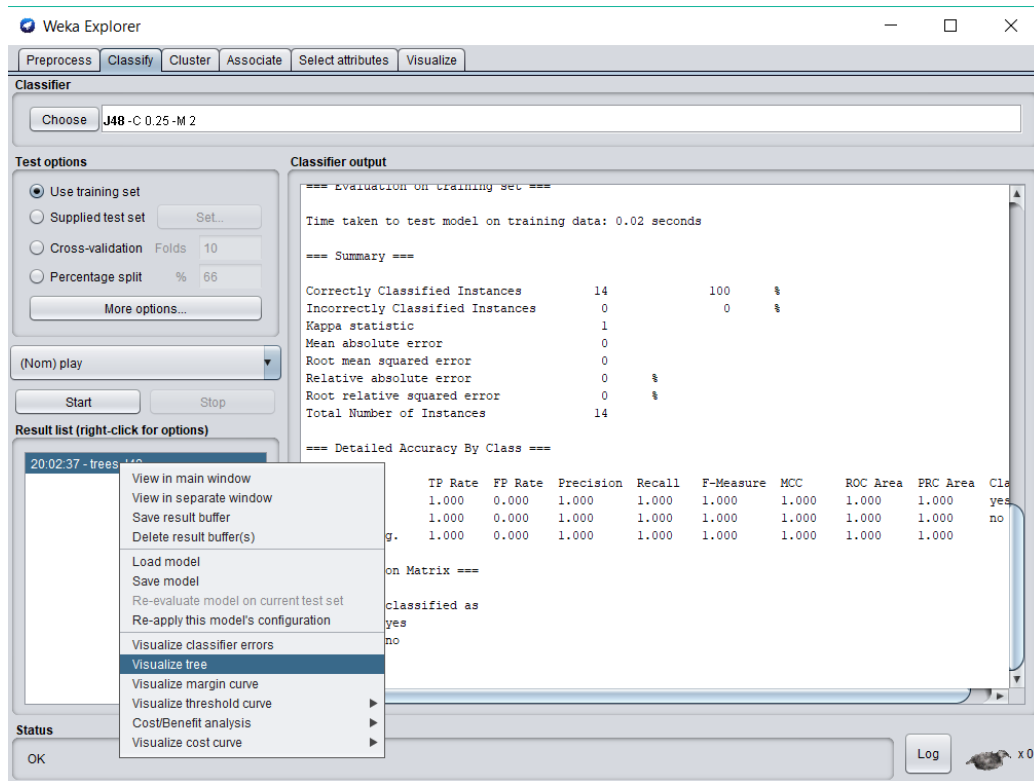 Weka Explorer
Preprocess Classify Cluster Associate Select attributes Visualize
Classifier
Choose J48 -C 0.25 -M 2
Test options
Use training set
Supplied test set Set...
Cross-validation Folds 10
Percentage split % 66
More options...
(Nom) play
Start Stop
Result list (right-click for options)
20:02:37 - trees.J48
View in main window
View in separate window
Save result buffer
Delete result buffer(s)
Load model
Save model
Re-evaluate model on current test set
Re-apply this model's configuration
Visualize classifier errors
Visualize tree
Visualize margin curve
Visualize threshold curve
Cost/Benefit analysis
Visualize cost curve
Classifier output
=== Evaluation on training set ===
Time taken to test model on training data: 0.02 seconds
=== Summary ===
Correctly Classified Instances 14 100 %
Incorrectly Classified Instances 0 0 %
Kappa statistic 1
Mean absolute error 0
Root mean squared error 0
Relative absolute error 0 %
Root relative squared error 0 %
Total Number of Instances 14
=== Detailed Accuracy By Class ===
TP Rate FP Rate Precision Recall F-Measure MCC ROC Area PRC Area Cla
1.000 0.000 1.000 1.000 1.000 1.000 1.000 1.000 yes
1.000 0.000 1.000 1.000 1.000 1.000 1.000 1.000 no
g. 1.000 0.000 1.000 1.000 1.000 1.000 1.000 1.000
on Matrix ===
classified as
yes
no
Status
OK
Log
x 0